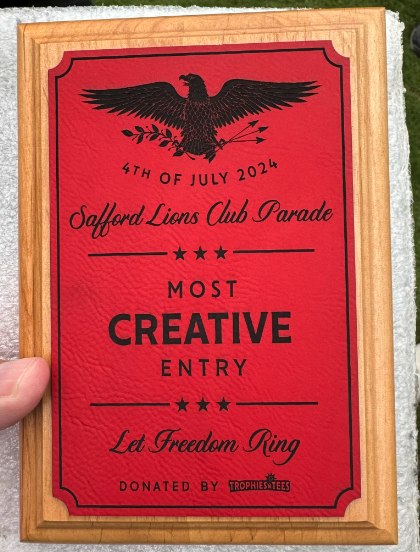 4TH OF JULY 2024
Safford Lions Club Parade
MOST
CREATIVE
ENTRY
Let Freedom Ring
DONATED BY TROPHIES N TEES